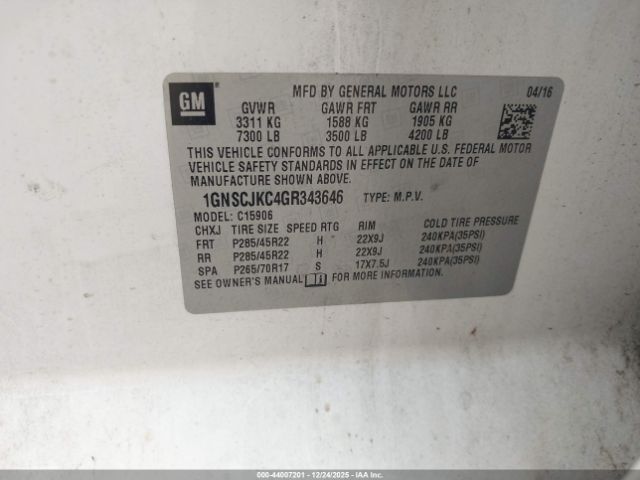 GM
MFD BY GENERAL MOTORS LLC 04/16
GVWR GAWR FRT GAWR RR
3311 KG 1588 KG 1905 KG
7300 LB 3500 LB 4200 LB
THIS VEHICLE CONFORMS TO ALL APPLICABLE U.S. FEDERAL MOTOR
VEHICLE SAFETY STANDARDS IN EFFECT ON THE DATE OF
MANUFACTURE SHOWN ABOVE.
1GNSCJKC4GR343646 TYPE: M.P.V.
MODEL: C15906
CHXJ TIRE SIZE SPEED RTG RIM COLD TIRE PRESSURE
FRT P285/45R22 H 22X9J 240KPA(35PSI)
RR P285/45R22 H 22X9J 240KPA(35PSI)
SPA P265/70R17 S 17X7.5J 240KPA(35PSI)
SEE OWNER'S MANUAL FOR MORE INFORMATION.
000-44007201 - 12/24/2025 - IAAI.COM